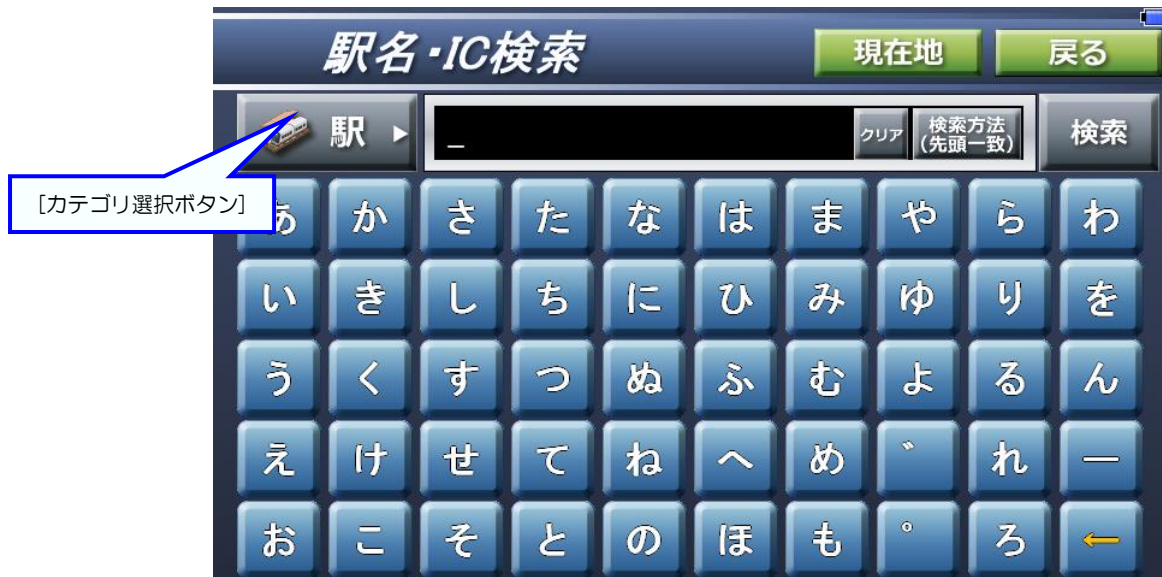 駅名・IC検索 現在地 戻る
駅 _ クリア 検索方法 検索
(先頭一致)
[カテゴリ選択ボタン]
あ か さ た な は ま や ら わ
い き し ち に ひ み ゆ り を
う く す つ ぬ ふ む よ る ん
え け せ て ね へ め ゛ れ ー
お こ そ と の ほ も ゜ ろ ←